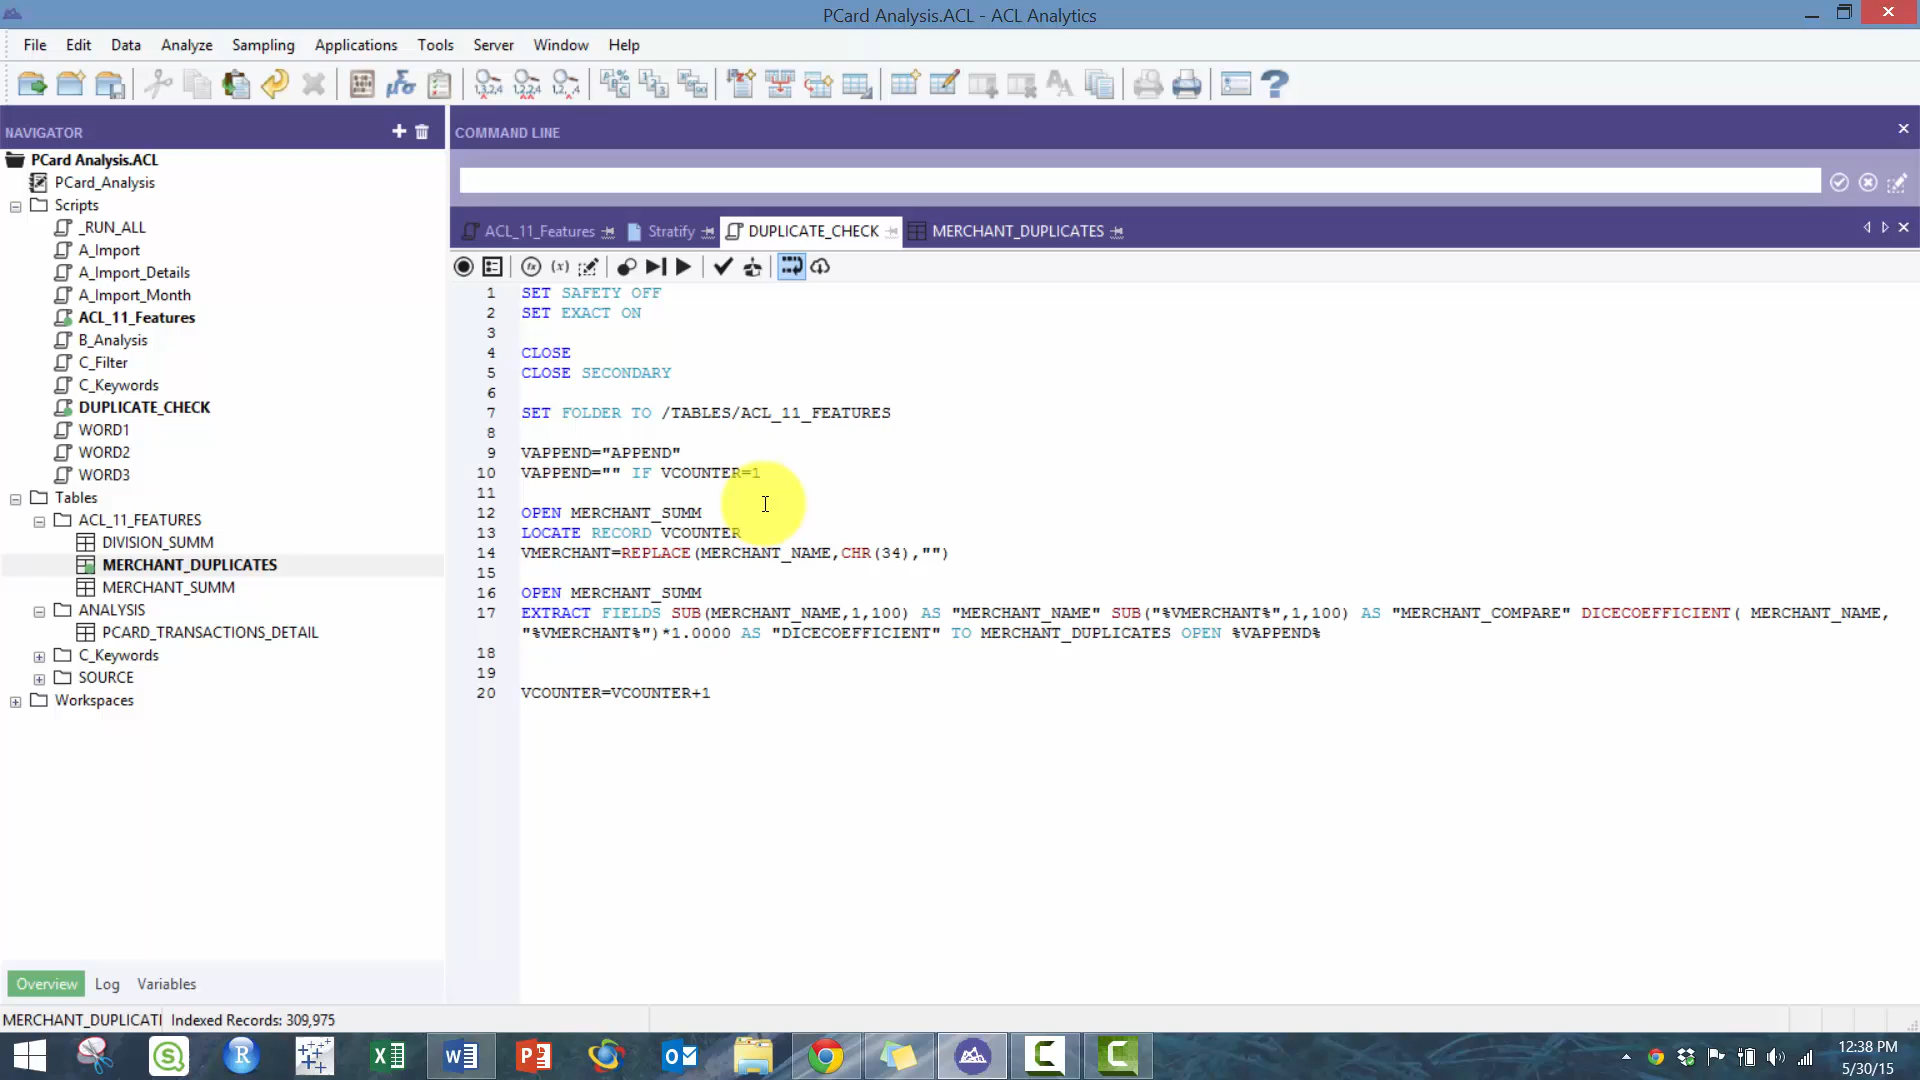 PCard Analysis.ACL - ACL Analytics
File Edit Data Analyze Sampling Applications Tools Server Window Help
NAVIGATOR
COMMAND LINE
PCard Analysis.ACL
PCard_Analysis
Scripts
_RUN_ALL
A_Import
A_Import_Details
A_Import_Month
ACL_11_Features
B_Analysis
C_Filter
C_Keywords
DUPLICATE_CHECK
WORD1
WORD2
WORD3
Tables
ACL_11_FEATURES
DIVISION_SUMM
MERCHANT_DUPLICATES
MERCHANT_SUMM
ANALYSIS
PCARD_TRANSACTIONS_DETAIL
C_Keywords
SOURCE
Workspaces
Overview Log Variables
ACL_11_Features Stratify DUPLICATE_CHECK MERCHANT_DUPLICATES
1 SET SAFETY OFF
2 SET EXACT ON
3
4 CLOSE
5 CLOSE SECONDARY
6
7 SET FOLDER TO /TABLES/ACL_11_FEATURES
8
9 VAPPEND="APPEND"
10 VAPPEND="" IF VCOUNTER=1
11
12 OPEN MERCHANT_SUMM
13 LOCATE RECORD VCOUNTER
14 VMERCHANT=REPLACE(MERCHANT_NAME,CHR(34),"")
15
16 OPEN MERCHANT_SUMM
17 EXTRACT FIELDS SUB(MERCHANT_NAME,1,100) AS "MERCHANT_NAME" SUB("%VMERCHANT%",1,100) AS "MERCHANT_COMPARE" DICECOEFFICIENT( MERCHANT_NAME,
"%VMERCHANT%")*1.0000 AS "DICECOEFFICIENT" TO MERCHANT_DUPLICATES OPEN %VAPPEND%
18
19
20 VCOUNTER=VCOUNTER+1
MERCHANT_DUPLICATI Indexed Records: 309,975
12:38 PM
5/30/15